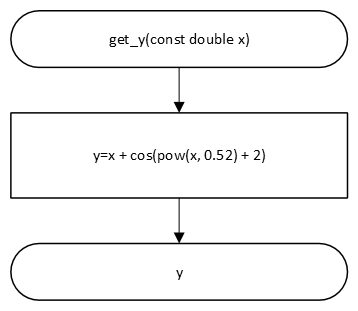 get_y(const double x)
y=x + cos(pow(x, 0.52) + 2)
y